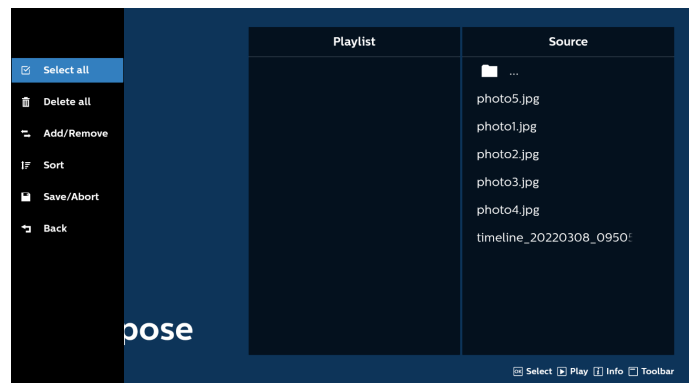 Playlist
Source
...
Select all
Delete all
Add/Remove
Sort
Save/Abort
Back
photo5.jpg
photo1.jpg
photo2.jpg
photo3.jpg
photo4.jpg
timeline_20220308_0950
pose
OK Select Play i Info Toolbar